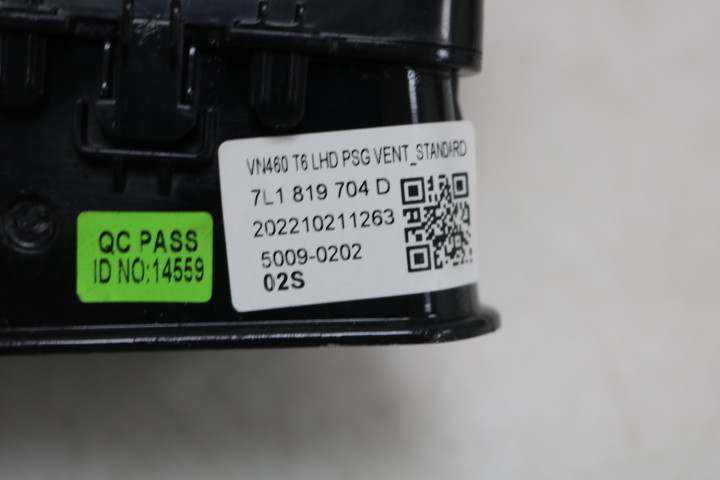 VN460 T6 LHD PSG VENT_STANDARD
7L1 819 704 D
202210211263
5009-0202
02S
QC PASS
ID NO:14559